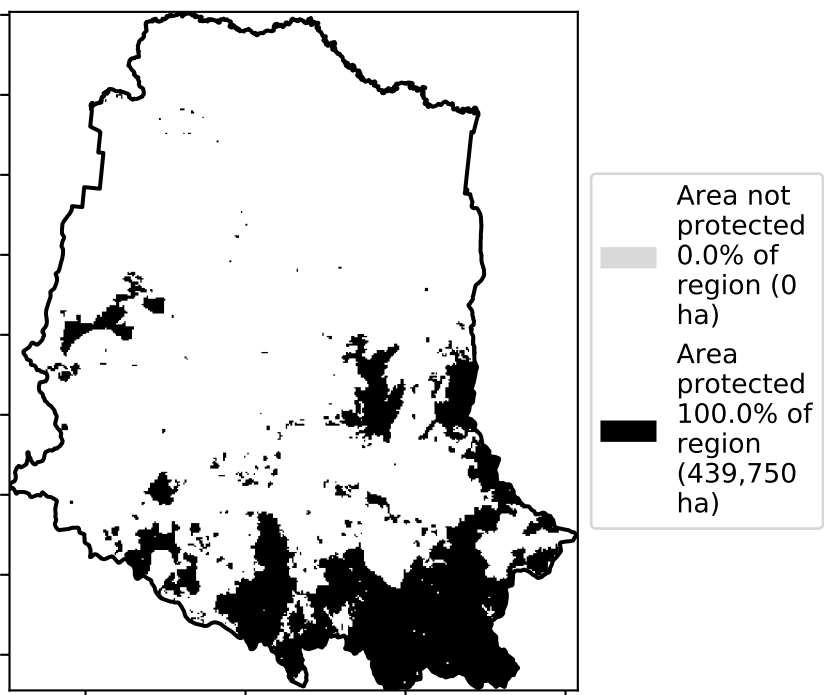 Area not
protected
0.0% of
region (0
ha)
Area
protected
100.0% of
region
(439,750
ha)